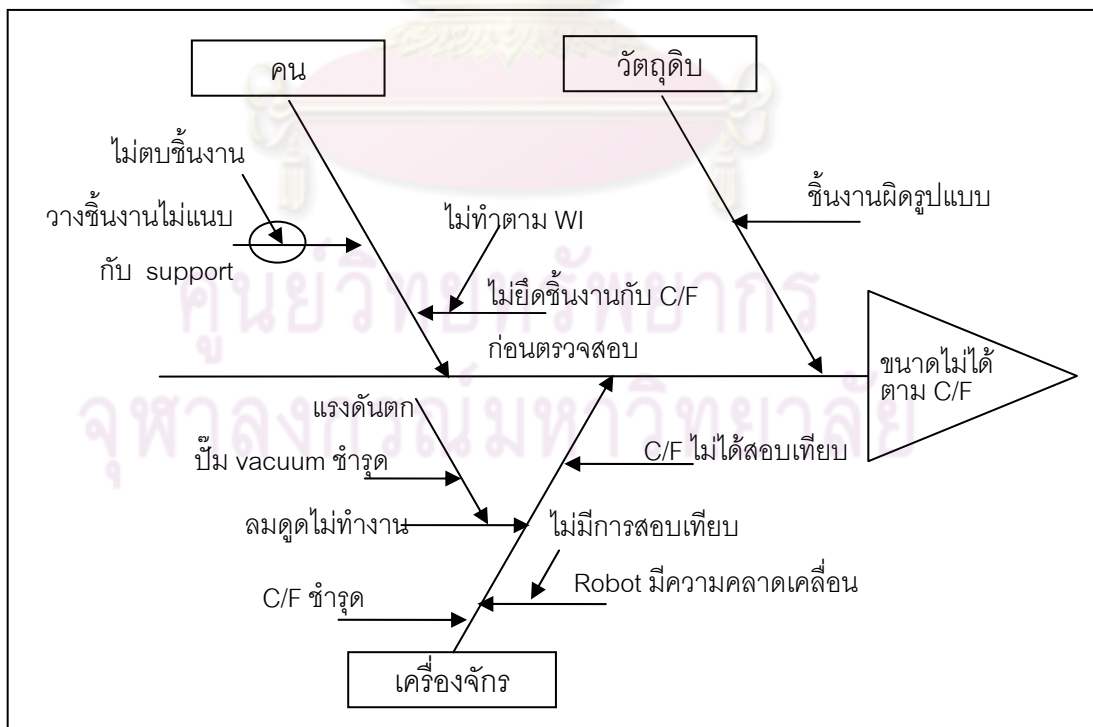 คน
วัตถุดิบ
ไม่ตบชิ้นงาน
วางชิ้นงานไม่แนบ
กับ support
ไม่ทำตาม WI
ไม่ยึดชิ้นงานกับ C/F
ก่อนตรวจสอบ
ชิ้นงานผิดรูปแบบ
ขนาดไม่ได้
ตาม C/F
แรงดันตก
ปั๊ม vacuum ชำรุด
ลมดูดไม่ทำงาน
C/F ชำรุด
C/F ไม่ได้สอบเทียบ
ไม่มีการสอบเทียบ
Robot มีความคลาดเคลื่อน
เครื่องจักร
ศูนย์วิทยทรัพยากร
จุฬาลงกรณ์มหาวิทยาลัย